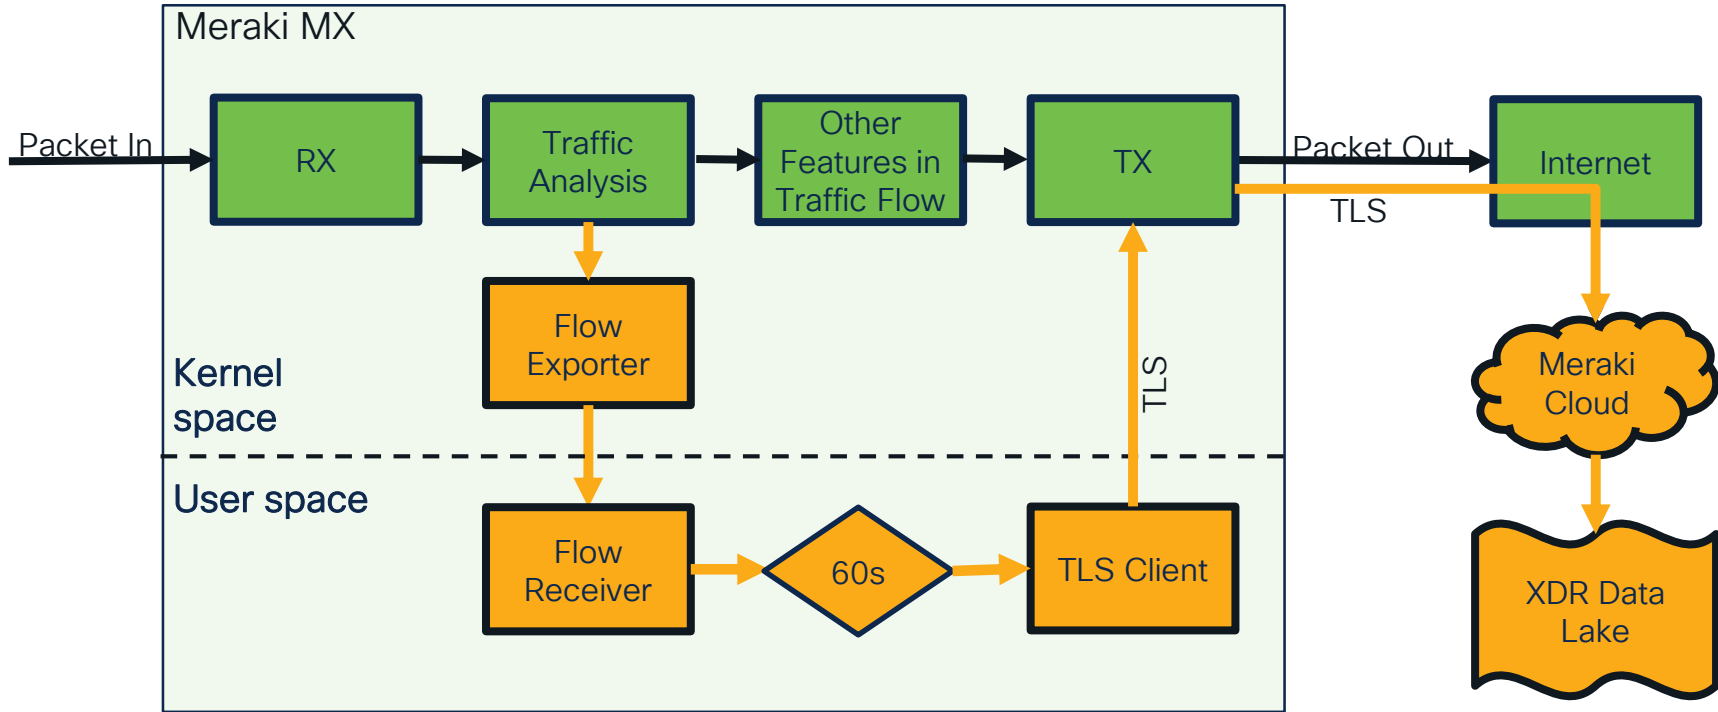 Meraki MX
Packet In
RX
Traffic
Analysis
Other
Features in
Traffic Flow
TX
Packet Out
TLS
Internet
Flow
Exporter
TLS
Meraki
Cloud
Kernel
space
User space
Flow
Receiver
60s
TLS Client
XDR Data
Lake